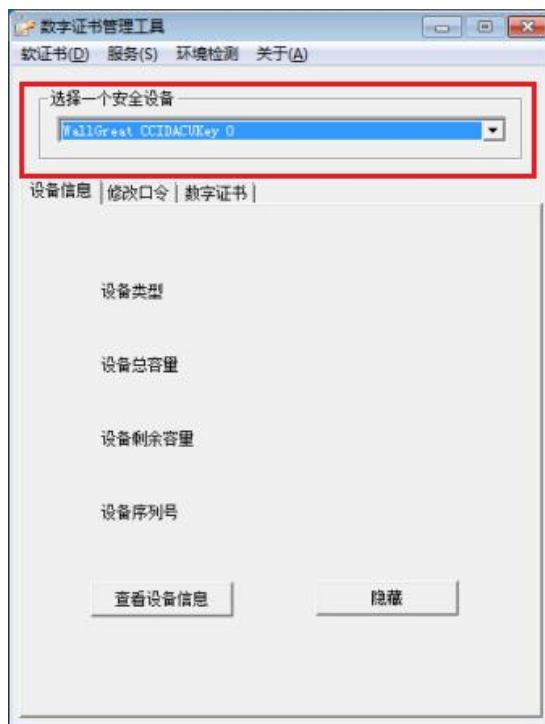 数字证书管理工具
软证书(D) 服务(S) 环境检测 关于(A)
选择一个安全设备
WallGreat CCIDACUKey 0
设备信息 修改口令 数字证书
设备类型
设备总容量
设备剩余容量
设备序列号
查看设备信息 隐藏